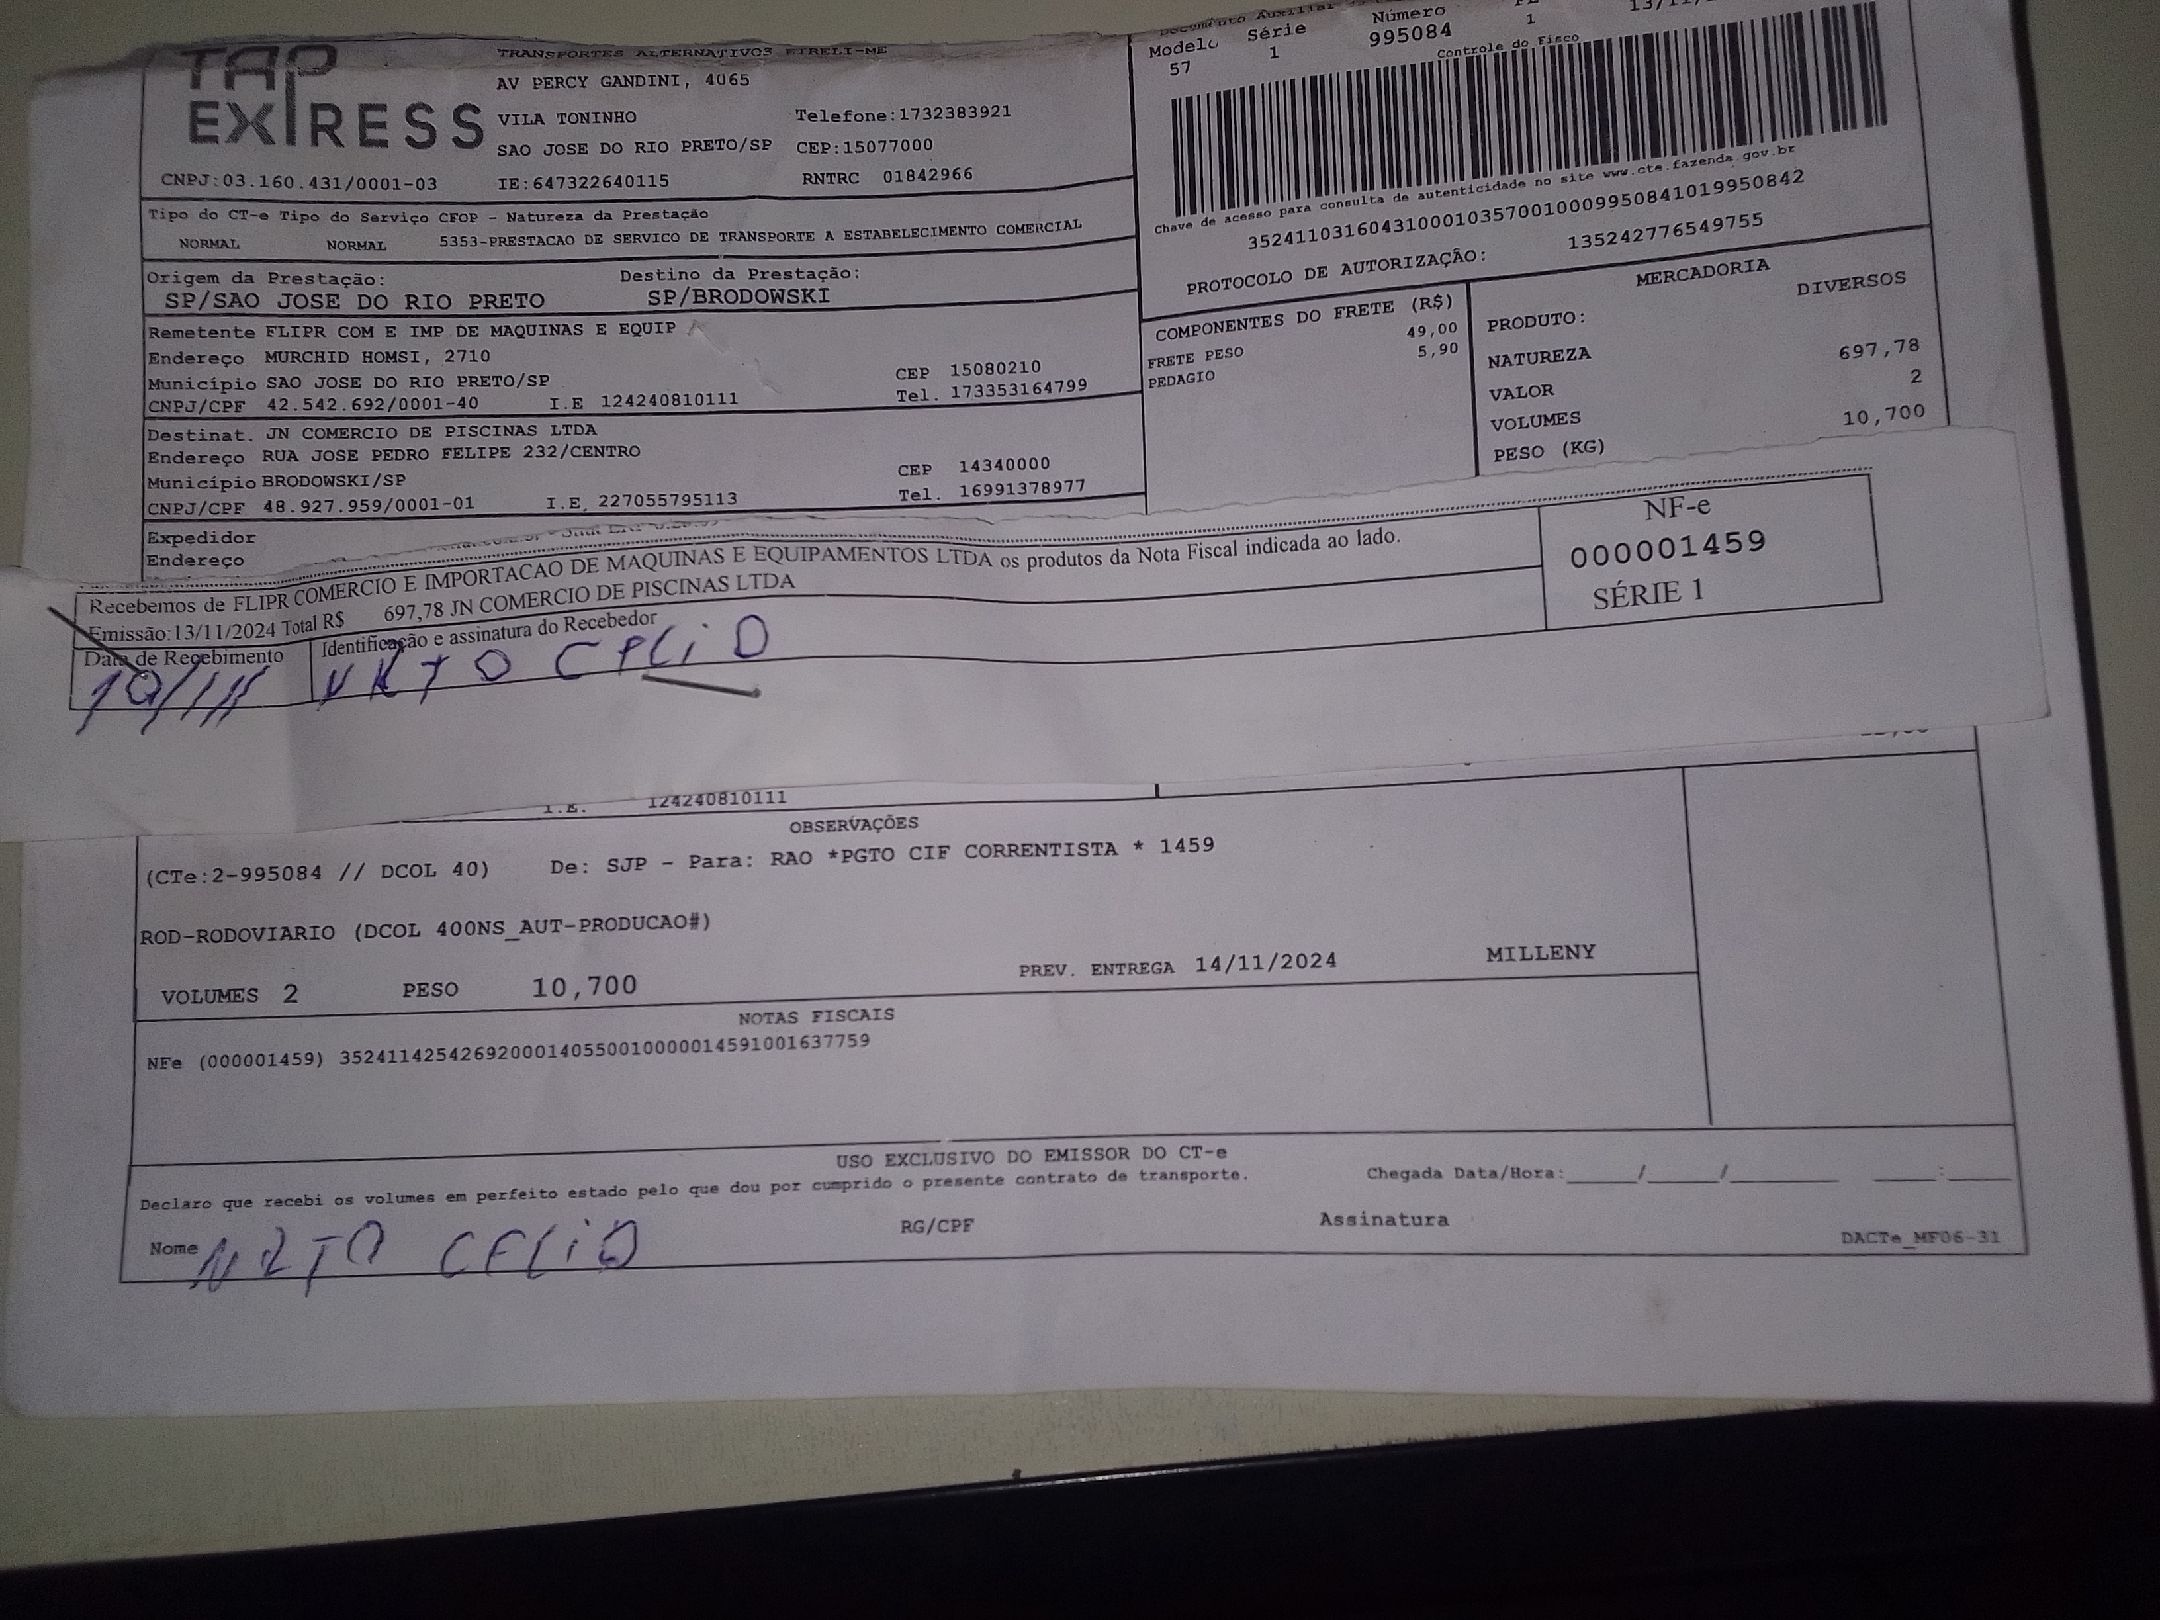 TAP
EXPRESS
TRANSPORTES ALTERNATIVOS EIRELI-ME
AV PERCY GANDINI, 4065
VILA TONINHO Telefone:1732383921
SAO JOSE DO RIO PRETO/SP CEP:15077000
CNPJ:03.160.431/0001-03 IE:647322640115 RNTRC 01842966
Documento Auxiliar
Modelo Série Número
57 1 995084 1
Controle do Fisco
Chave de acesso para consulta de autenticidade no site www.cte.fazenda.gov.br
35241103160431000103570010009950841019950842
PROTOCOLO DE AUTORIZAÇÃO: 135242776549755
Tipo do CT-e Tipo do Serviço CFOP - Natureza da Prestação
NORMAL NORMAL 5353-PRESTACAO DE SERVICO DE TRANSPORTE A ESTABELECIMENTO COMERCIAL
Origem da Prestação: Destino da Prestação:
SP/SAO JOSE DO RIO PRETO SP/BRODOWSKI
Remetente FLIPR COM E IMP DE MAQUINAS E EQUIP
Endereço MURCHID HOMSI, 2710
Município SAO JOSE DO RIO PRETO/SP CEP 15080210
CNPJ/CPF 42.542.692/0001-40 I.E 124240810111 Tel. 173353164799
Destinat. JN COMERCIO DE PISCINAS LTDA
Endereço RUA JOSE PEDRO FELIPE 232/CENTRO
Município BRODOWSKI/SP CEP 14340000
CNPJ/CPF 48.927.959/0001-01 I.E. 227055795113 Tel. 16991378977
Expedidor
Endereço
COMPONENTES DO FRETE (R$)
FRETE PESO 49,00
PEDAGIO 5,90
MERCADORIA
PRODUTO: DIVERSOS
NATUREZA
VALOR 697,78
VOLUMES 2
PESO (KG) 10,700
Recebemos de FLIPR COMERCIO E IMPORTACAO DE MAQUINAS E EQUIPAMENTOS LTDA os produtos da Nota Fiscal indicada ao lado.
Emissão:13/11/2024 Total R$ 697,78 JN COMERCIO DE PISCINAS LTDA
Data de Recebimento Identificação e assinatura do Recebedor
NF-e
000001459
SÉRIE 1
I.E. 124240810111
OBSERVAÇÕES
(CTe:2-995084 // DCOL 40) De: SJP - Para: RAO *PGTO CIF CORRENTISTA * 1459
ROD-RODOVIARIO (DCOL 400NS_AUT-PRODUCAO#)
VOLUMES 2 PESO 10,700 PREV. ENTREGA 14/11/2024 MILLENY
NOTAS FISCAIS
NFe (000001459) 35241142542692000140550010000014591001637759
USO EXCLUSIVO DO EMISSOR DO CT-e
Declaro que recebi os volumes em perfeito estado pelo que dou por cumprido o presente contrato de transporte. Chegada Data/Hora:_____/_____/_______ ____:____
Nome RG/CPF Assinatura
DACTe_MF06-31